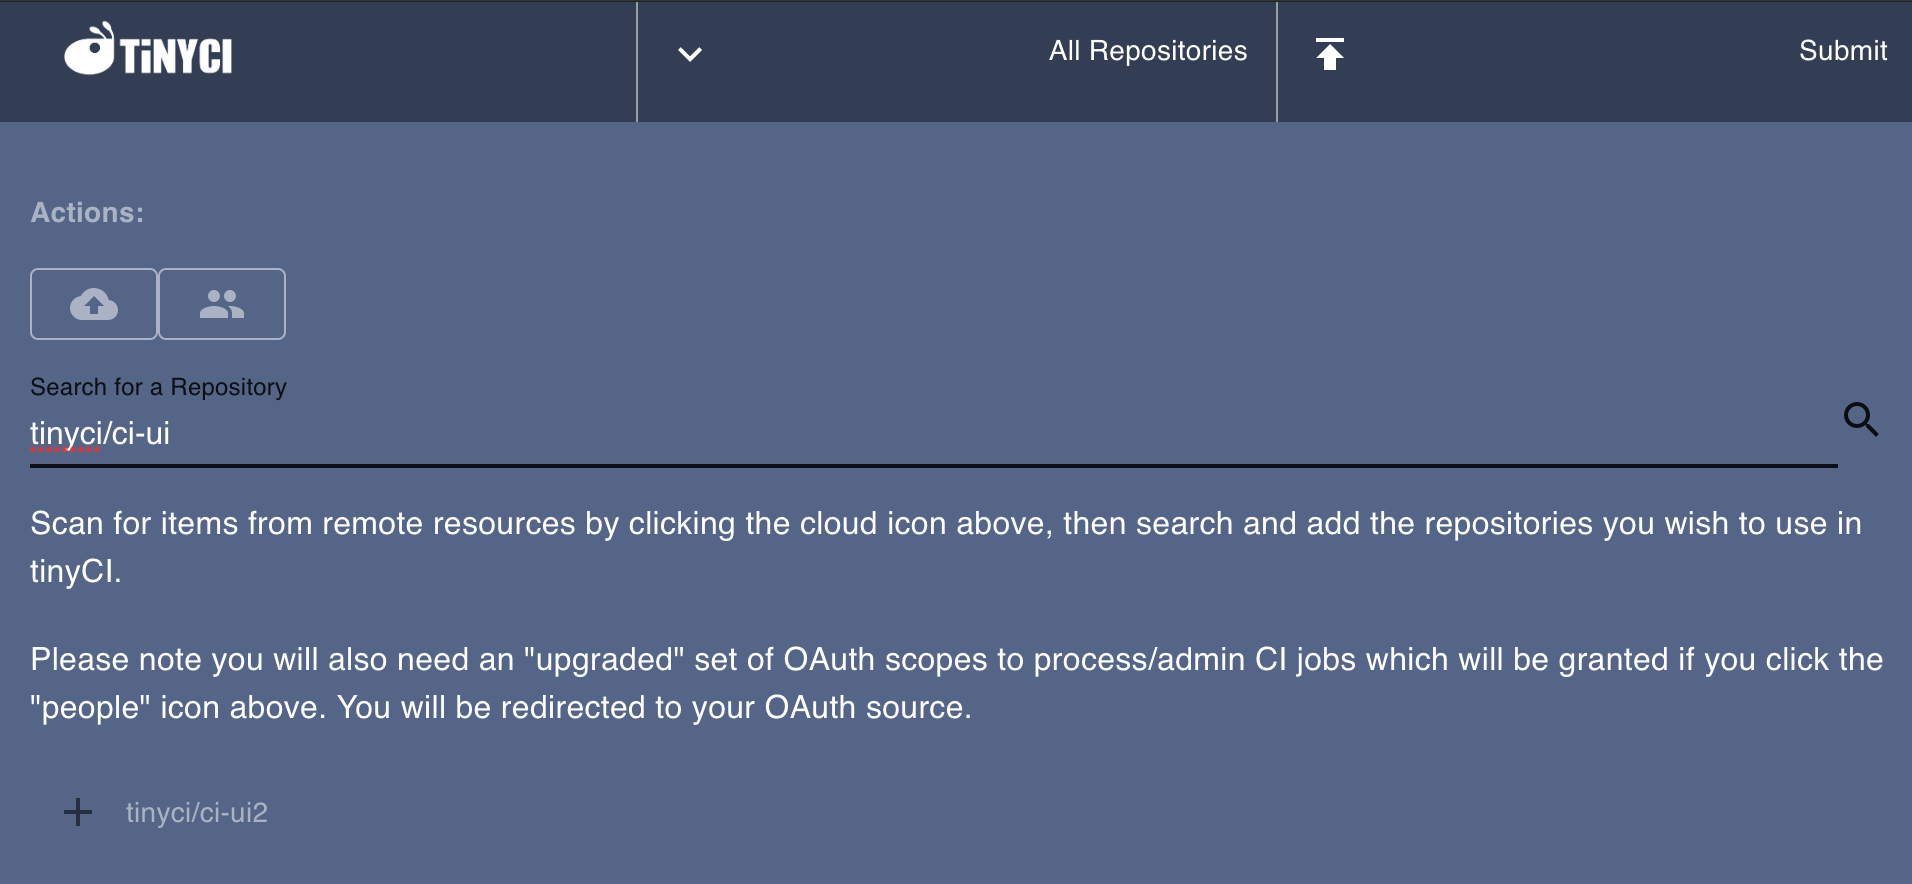 TiNYCI
All Repositories
Submit
Actions:
Search for a Repository
tinyci/ci-ui
Scan for items from remote resources by clicking the cloud icon above, then search and add the repositories you wish to use in
tinyCI.
Please note you will also need an "upgraded" set of OAuth scopes to process/admin CI jobs which will be granted if you click the
"people" icon above. You will be redirected to your OAuth source.
tinyci/ci-ui2